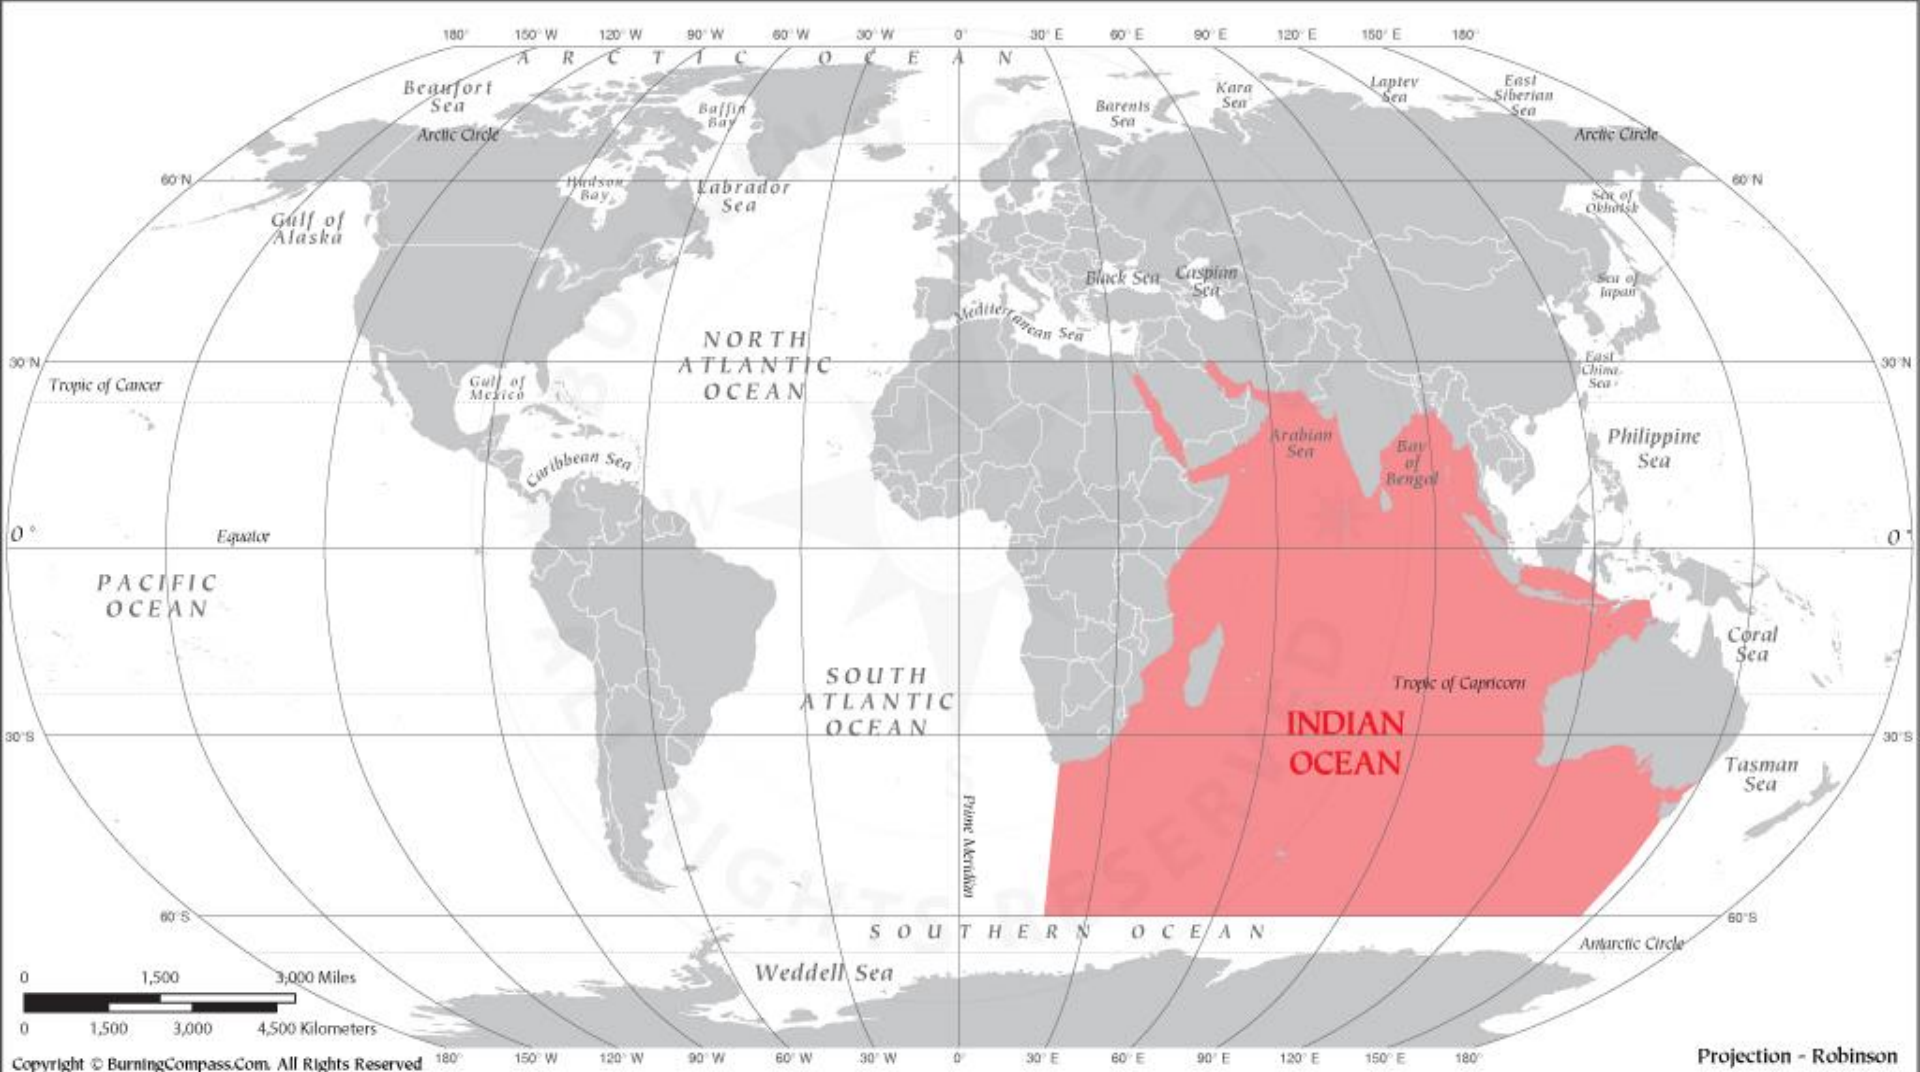 180° 150° W 120° W 90° W 60° W 30° W 0° 30° E 60° E 90° E 120° E 150° E 180°
ARCTIC OCEAN
Beaufort
Sea
Baffin
Bay
Barents
Sea
Kara
Sea
Laptev
Sea
East
Siberian
Sea
Arctic Circle
Arctic Circle
60°N
60°N
Hudson
Bay
Labrador
Sea
Gulf of
Alaska
Sea of
Okhotsk
Black Sea
Caspian
Sea
Sea of
Japan
Mediterranean Sea
NORTH
ATLANTIC
OCEAN
30°N
30°N
East
China
Sea
Tropic of Cancer
Gulf of
Mexico
Caribbean Sea
Arabian
Sea
Bay
of
Bengal
Philippine
Sea
0°
Equator
0°
PACIFIC
OCEAN
Coral
Sea
SOUTH
ATLANTIC
OCEAN
Tropic of Capricorn
INDIAN
OCEAN
30°S
30°S
Tasman
Sea
Prime Meridian
60°S
60°S
SOUTHERN OCEAN
Antarctic Circle
Weddell Sea
0 1,500 3,000 Miles
0 1,500 3,000 4,500 Kilometers
180° 150° W 120° W 90° W 60° W 30° W 0° 30° E 60° E 90° E 120° E 150° E 180°
Copyright © BurningCompass.Com. All Rights Reserved
Projection - Robinson